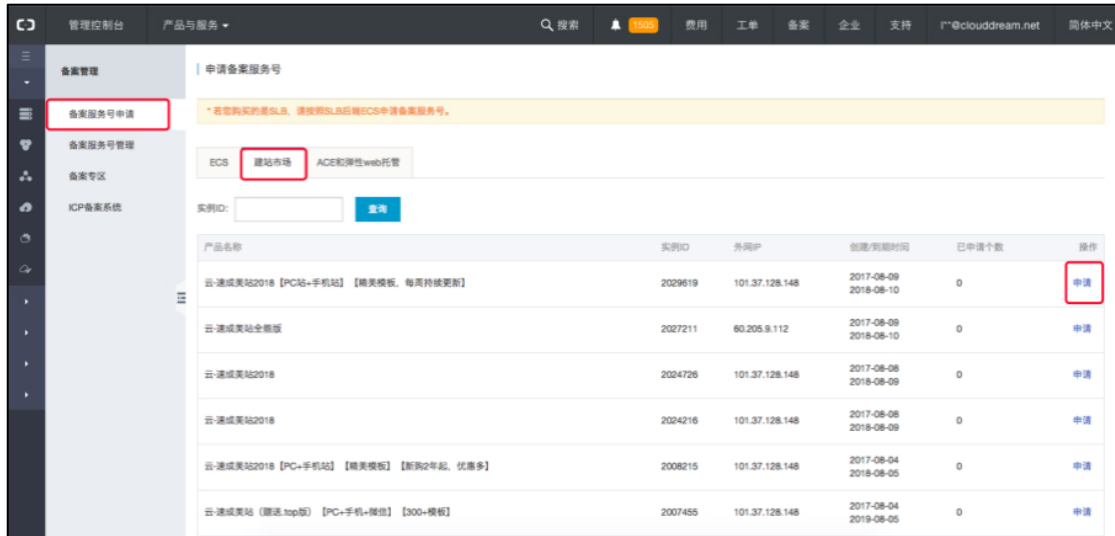 管理控制台 产品与服务 搜索 1505 费用 工单 备案 企业 支持 l**@clouddream.net 简体中文
备案管理
申请备案服务号
*若您购买的是SLB，请按照SLB后端ECS申请备案服务号。
备案服务号申请
备案服务号管理
备案专区
ICP备案系统
ECS 建站市场 ACE和弹性web托管
实例ID: 查询
产品名称 实例ID 外网IP 创建/到期时间 已申请个数 操作
云·速成美站2018【PC站+手机站】【精美模板，每周持续更新】 2029619 101.37.128.148 2017-08-09 0 申请
2018-08-10
云·速成美站全能版 2027211 60.205.9.112 2017-08-09 0 申请
2018-08-10
云·速成美站2018 2024726 101.37.128.148 2017-08-08 0 申请
2018-08-09
云·速成美站2018 2024216 101.37.128.148 2017-08-08 0 申请
2018-08-09
云·速成美站2018【PC+手机站】【精美模板】【新购2年起，优惠多】 2008215 101.37.128.148 2017-08-04 0 申请
2018-08-05
云·速成美站（赠送.top版）【PC+手机+微信】【300+模板】 2007455 101.37.128.148 2017-08-04 0 申请
2019-08-05